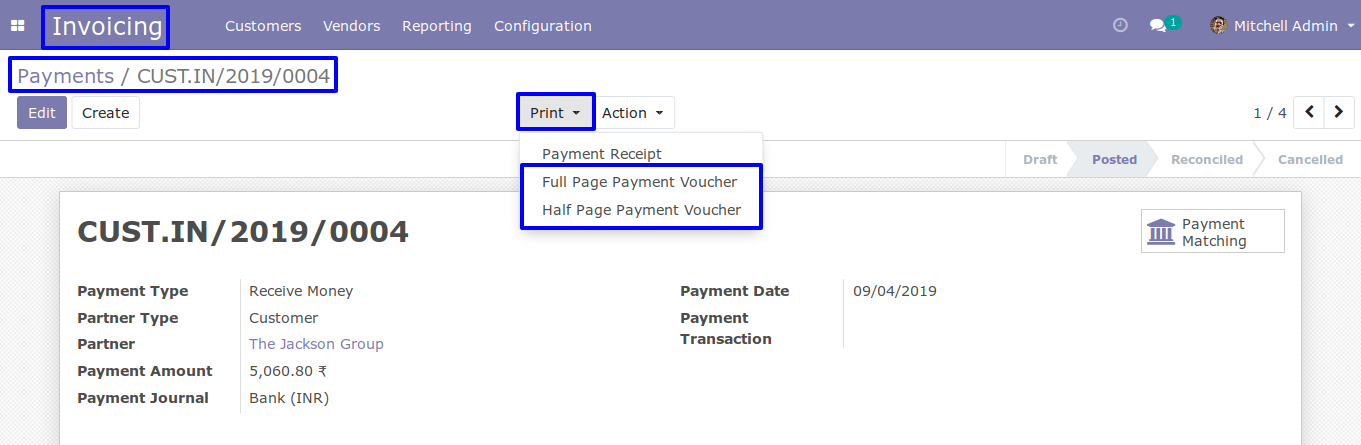 Invoicing Customers Vendors Reporting Configuration 1 Mitchell Admin
Payments / CUST.IN/2019/0004
Edit Create Print Action 1 / 4
Payment Receipt
Full Page Payment Voucher
Half Page Payment Voucher
Draft Posted Reconciled Cancelled
CUST.IN/2019/0004
Payment
Matching
Payment Type Receive Money
Partner Type Customer
Partner The Jackson Group
Payment Amount 5,060.80 ₹
Payment Journal Bank (INR)
Payment Date 09/04/2019
Payment
Transaction